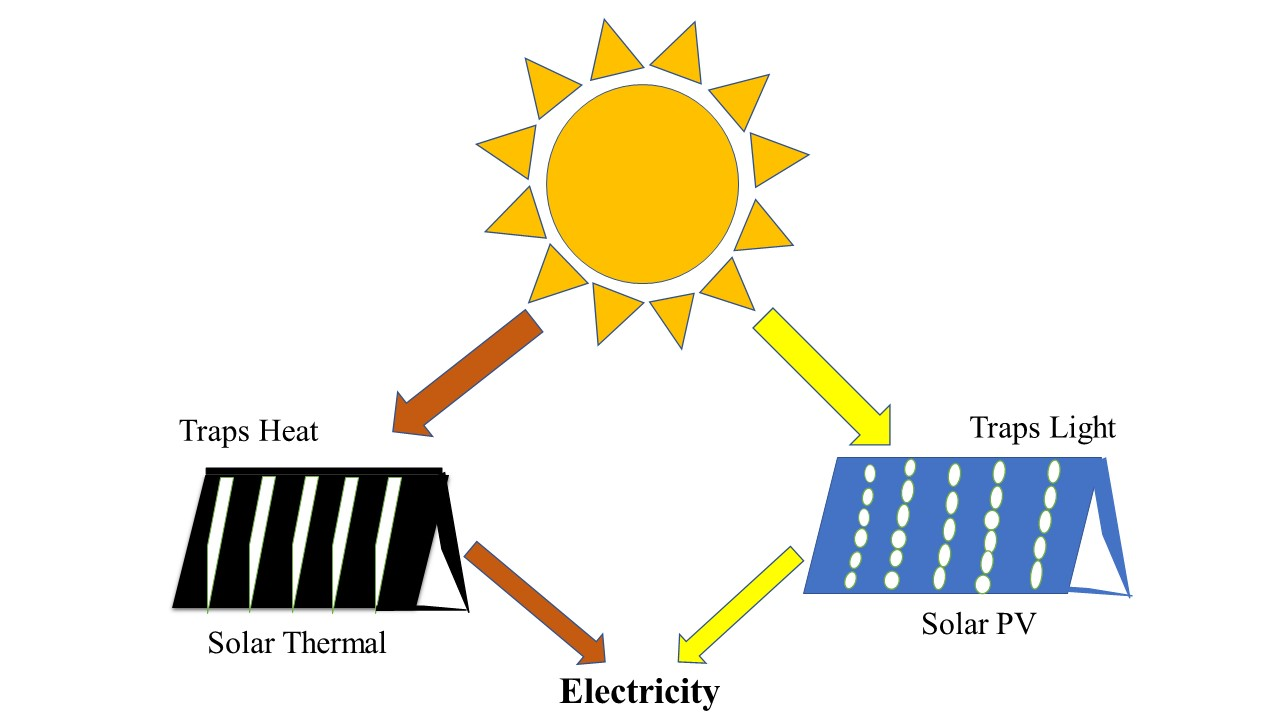 Traps Heat
Traps Light
Solar Thermal
Solar PV
Electricity